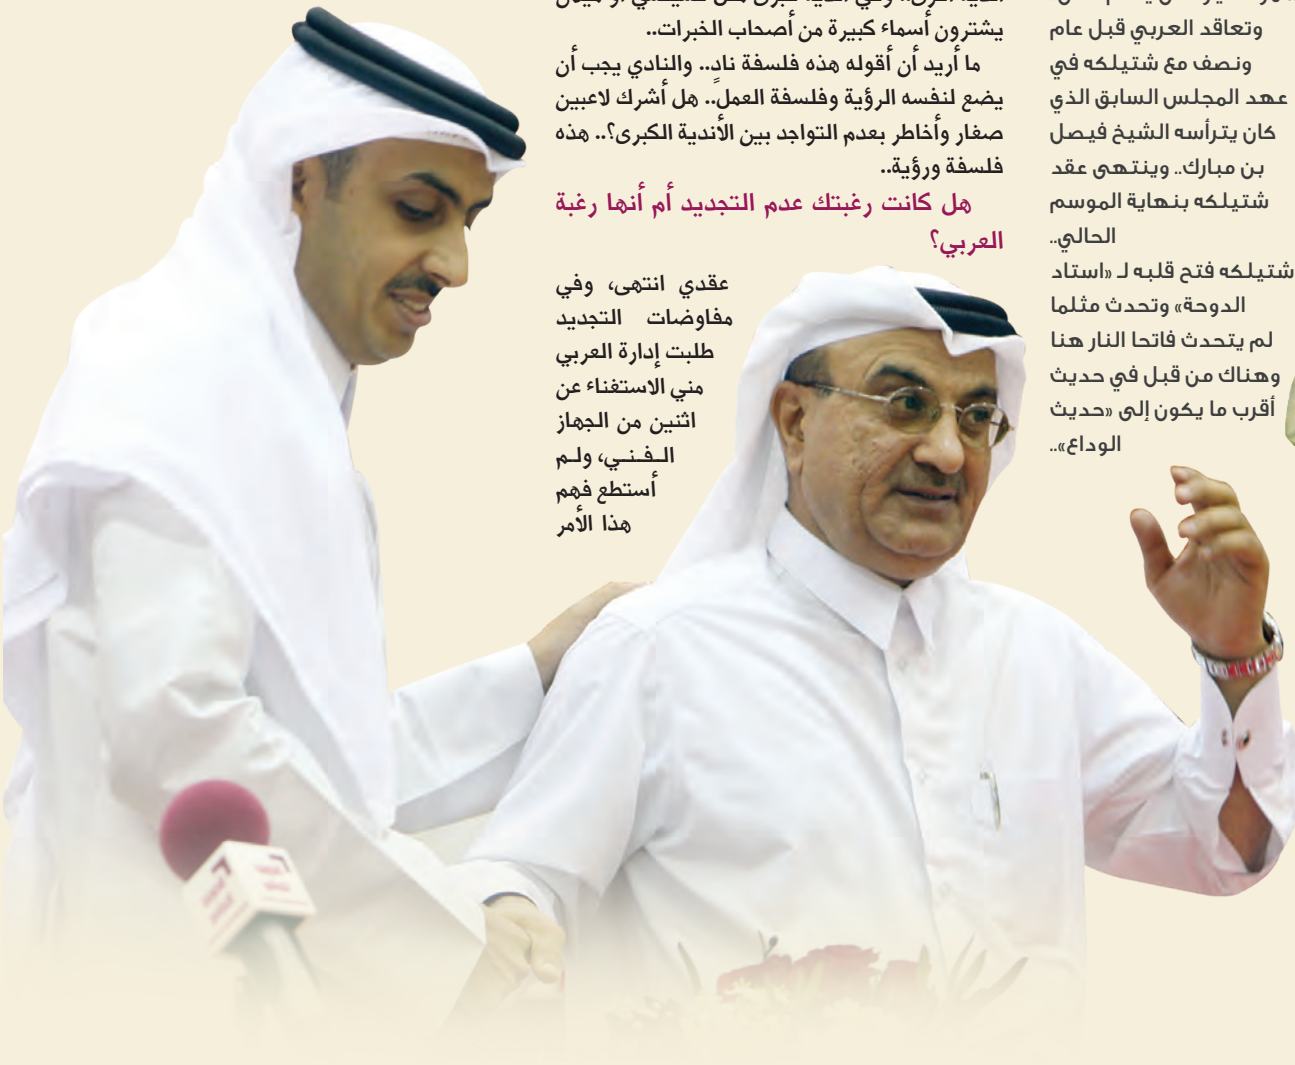 وتعاقد العربي قبل عام
ونصف مع شتيلكه في
عهد المجلس السابق الذي
كان يترأسه الشيخ فيصل
بن مبارك.. وينتهى عقد
شتيلكه بنهاية الموسم
الحالي..
شتيلكه فتح قلبه لـ «استاد
الدوحة» وتحدث مثلما
لم يتحدث فاتحا النار هنا
وهناك من قبل في حديث
أقرب ما يكون إلى «حديث
الوداع»..
يشترون أسماء كبيرة من أصحاب الخبرات..
ما أريد أن أقوله هذه فلسفة نادٍ.. والنادي يجب أن
يضع لنفسه الرؤية وفلسفة العمل.. هل أشرك لاعبين
صغار وأخاطر بعدم التواجد بين الأندية الكبرى؟.. هذه
فلسفة ورؤية..
هل كانت رغبتك عدم التجديد أم أنها رغبة
العربي؟
عقدي انتهى، وفي
مفاوضات التجديد
طلبت إدارة العربي
مني الاستغناء عن
اثنين من الجهاز
الـفـنـي، ولـم
أستطع فهم
هذا الأمر